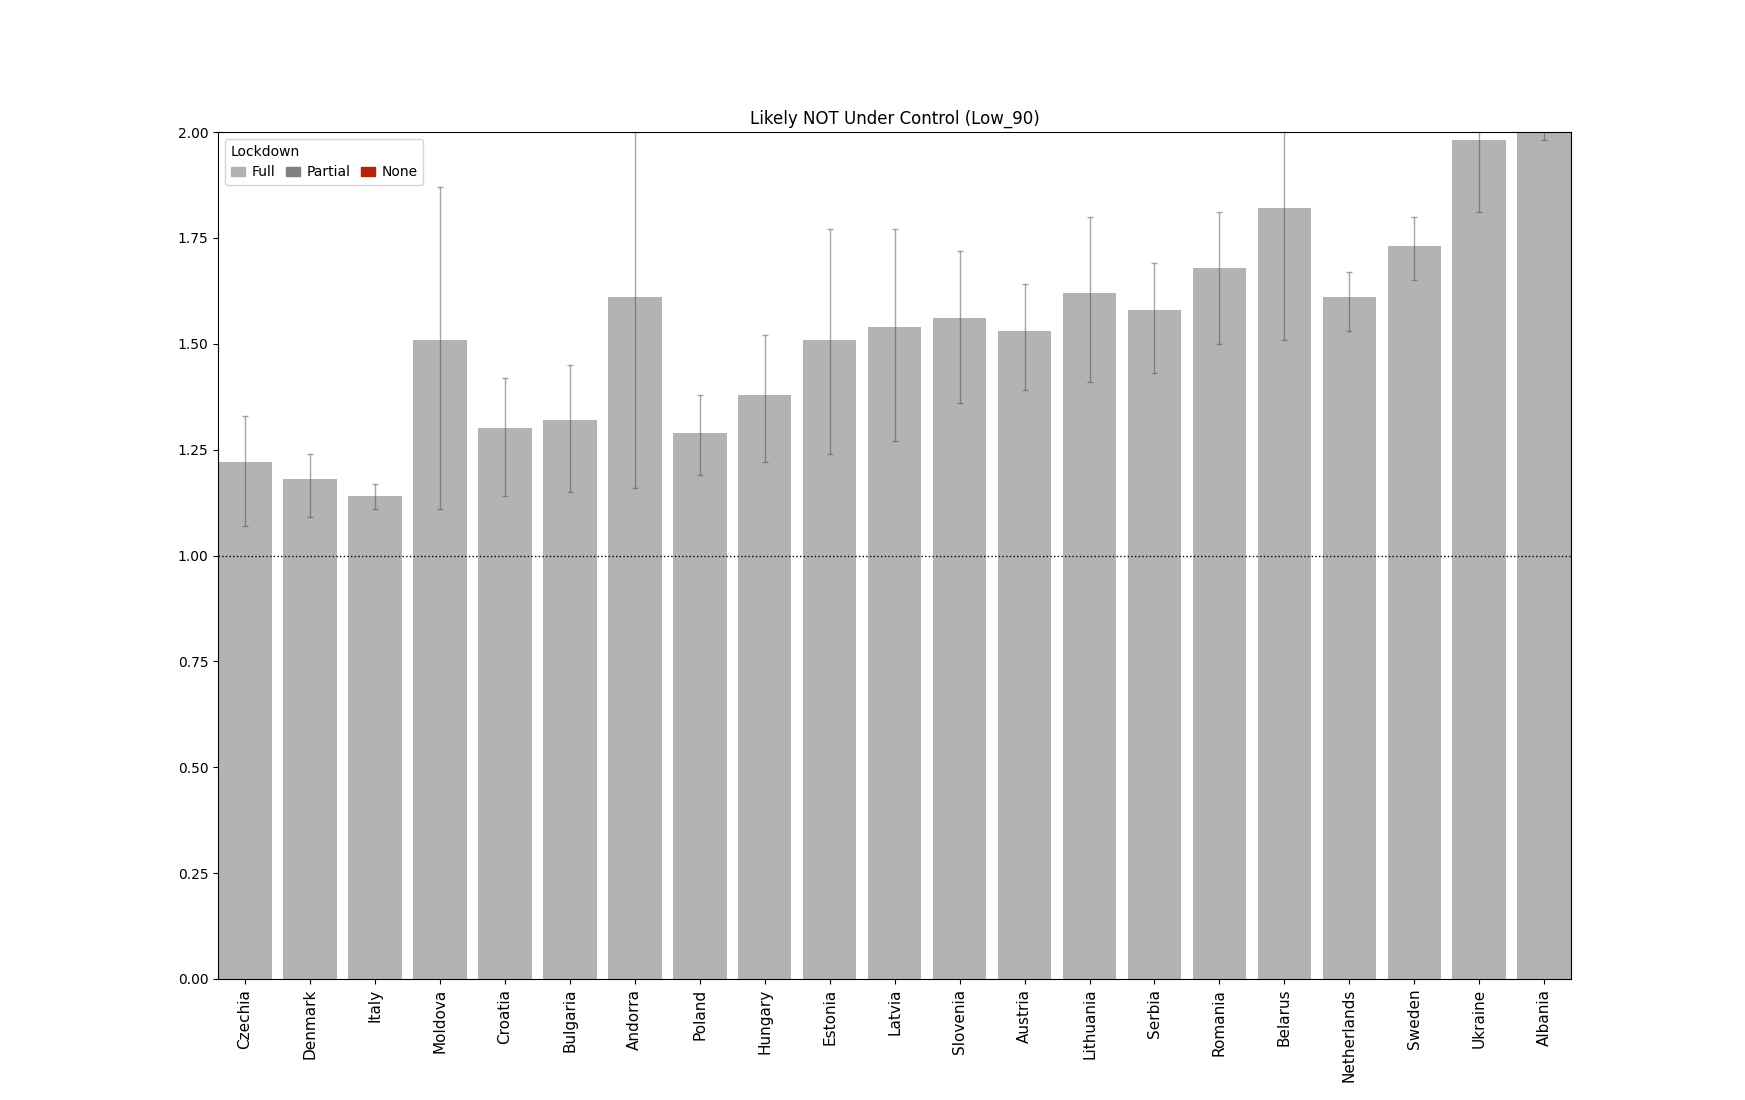 Likely NOT Under Control (Low_90)
Lockdown
Full Partial None
2.00
1.75
1.50
1.25
1.00
0.75
0.50
0.25
0.00
Czechia
Denmark
Italy
Moldova
Croatia
Bulgaria
Andorra
Poland
Hungary
Estonia
Latvia
Slovenia
Austria
Lithuania
Serbia
Romania
Belarus
Netherlands
Sweden
Ukraine
Albania